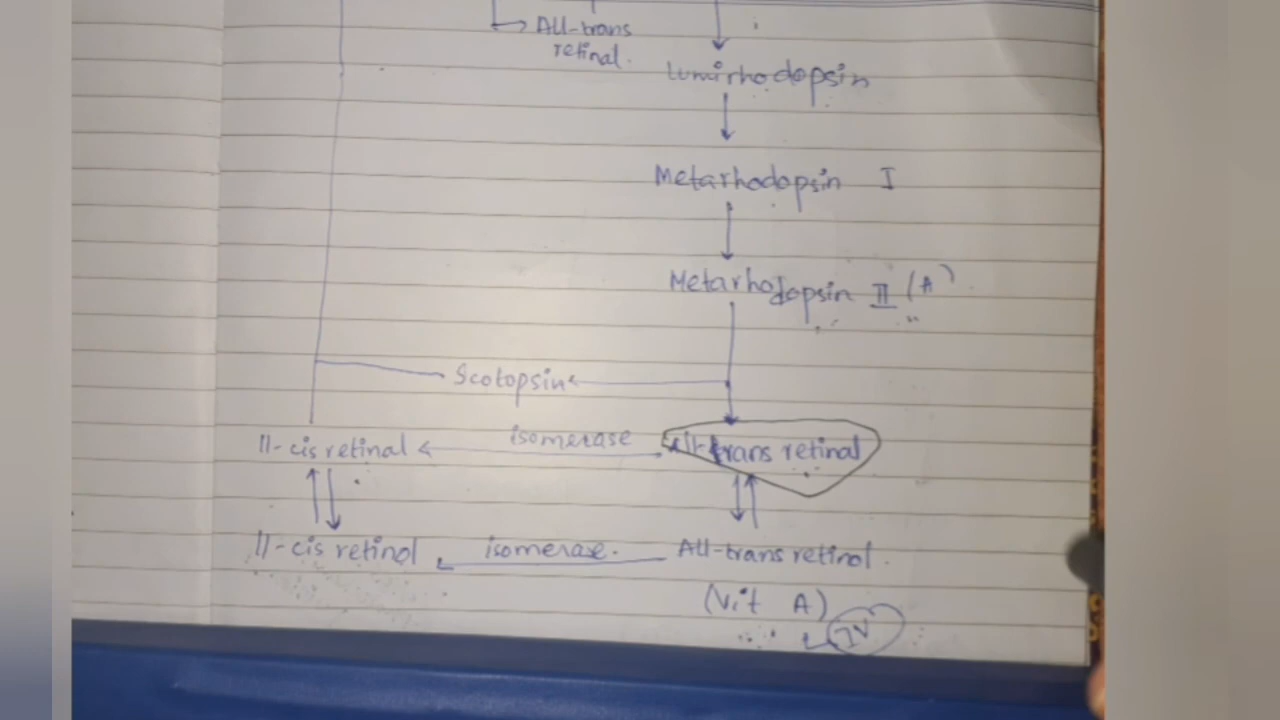 All-trans
retinal.
Lumirhodopsin
Metarhodopsin I
Metarhodopsin II (A)
Scotopsin
11-cis retinal isomerase All-trans retinal
11-cis retinol isomerase. All-trans retinol.
(Vit A)